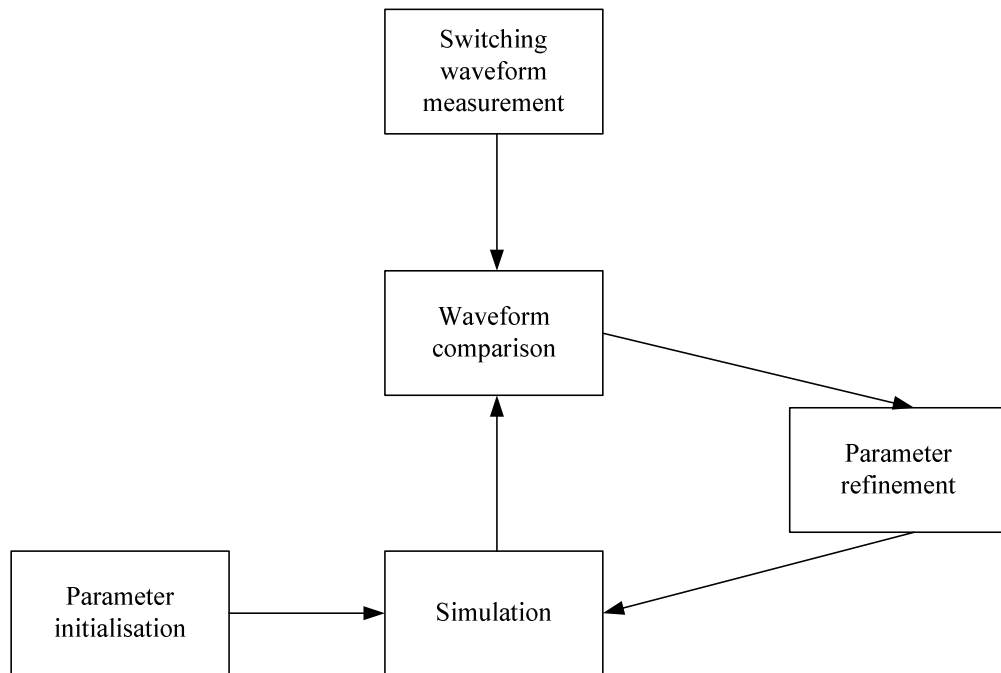 Switching
waveform
measurement
Waveform
comparison
Parameter
refinement
Parameter
initialisation
Simulation